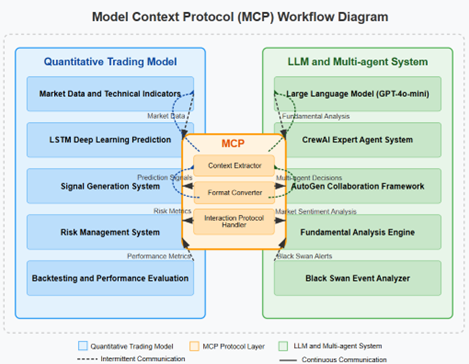 Model Context Protocol (MCP) Workflow Diagram
Quantitative Trading Model
Market Data and Technical Indicators
LSTM Deep Learning Prediction
Signal Generation System
Risk Management System
Backtesting and Performance Evaluation
Market Data
Prediction Signals
Risk Metrics
Performance Metrics
MCP
Context Extractor
Format Converter
Interaction Protocol
Handler
LLM and Multi-agent System
Large Language Model (GPT-4o-mini)
CrewAI Expert Agent System
AutoGen Collaboration Framework
Fundamental Analysis Engine
Black Swan Event Analyzer
Fundamental Analysis
Multi-agent Decisions
Market Sentiment Analysis
Black Swan Alerts
Quantitative Trading Model
MCP Protocol Layer
LLM and Multi-agent System
Intermittent Communication
Continuous Communication